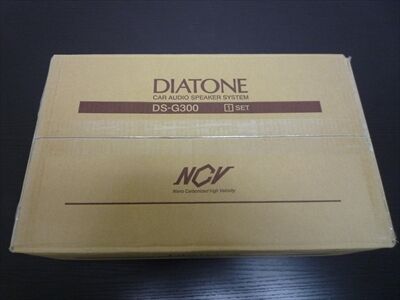 DIATONE
CAR AUDIO SPEAKER SYSTEM
DS-G300 1 SET
NCV
Nano Carbonized High Velocity